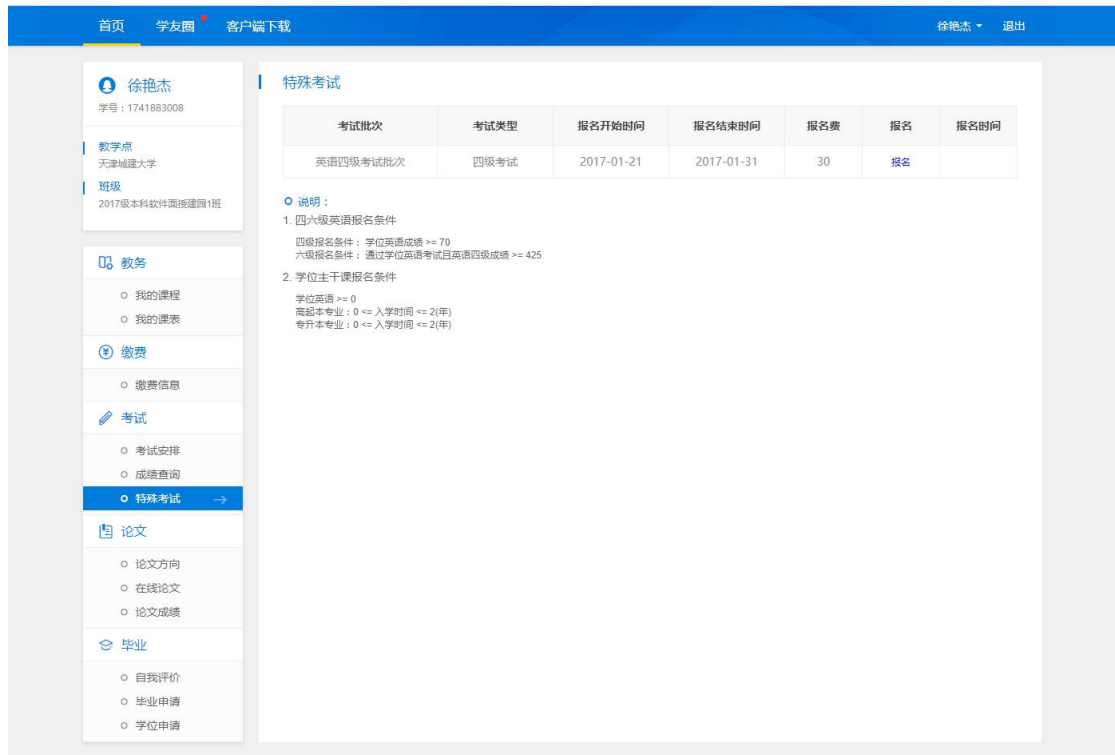 首页 学友圈 客户端下载 徐艳杰 退出
徐艳杰
学号：1741883008
教学点
天津城建大学
班级
2017级本科软件面授建园1班
教务
我的课程
我的课表
缴费
缴费信息
考试
考试安排
成绩查询
特殊考试
论文
论文方向
在线论文
论文成绩
毕业
自我评价
毕业申请
学位申请
特殊考试
考试批次 考试类型 报名开始时间 报名结束时间 报名费 报名 报名时间
英语四级考试批次 四级考试 2017-01-21 2017-01-31 30 报名
说明：
1. 四六级英语报名条件
四级报名条件： 学位英语成绩 >= 70
六级报名条件： 通过学位英语考试且英语四级成绩 >= 425
2. 学位主干课报名条件
学位英语 >= 0
高起本专业：0 <= 入学时间 <= 2(年)
专升本专业：0 <= 入学时间 <= 2(年)